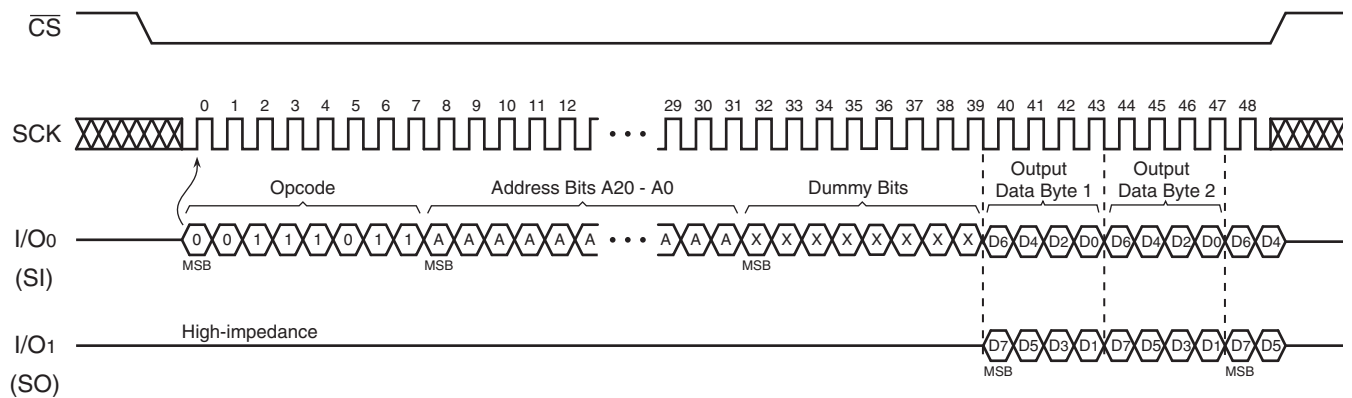 CS
0 1 2 3 4 5 6 7 8 9 10 11 12 29 30 31 32 33 34 35 36 37 38 39 40 41 42 43 44 45 46 47 48
SCK
Opcode Address Bits A20 - A0 Dummy Bits Output Data Byte 1 Output Data Byte 2
I/O0 0 0 1 1 1 0 1 1 A A A A A A A A A X X X X X X X X D6 D4 D2 D0 D6 D4 D2 D0 D6 D4
(SI) MSB MSB MSB
High-impedance
I/O1 D7 D5 D3 D1 D7 D5 D3 D1 D7 D5
(SO) MSB MSB